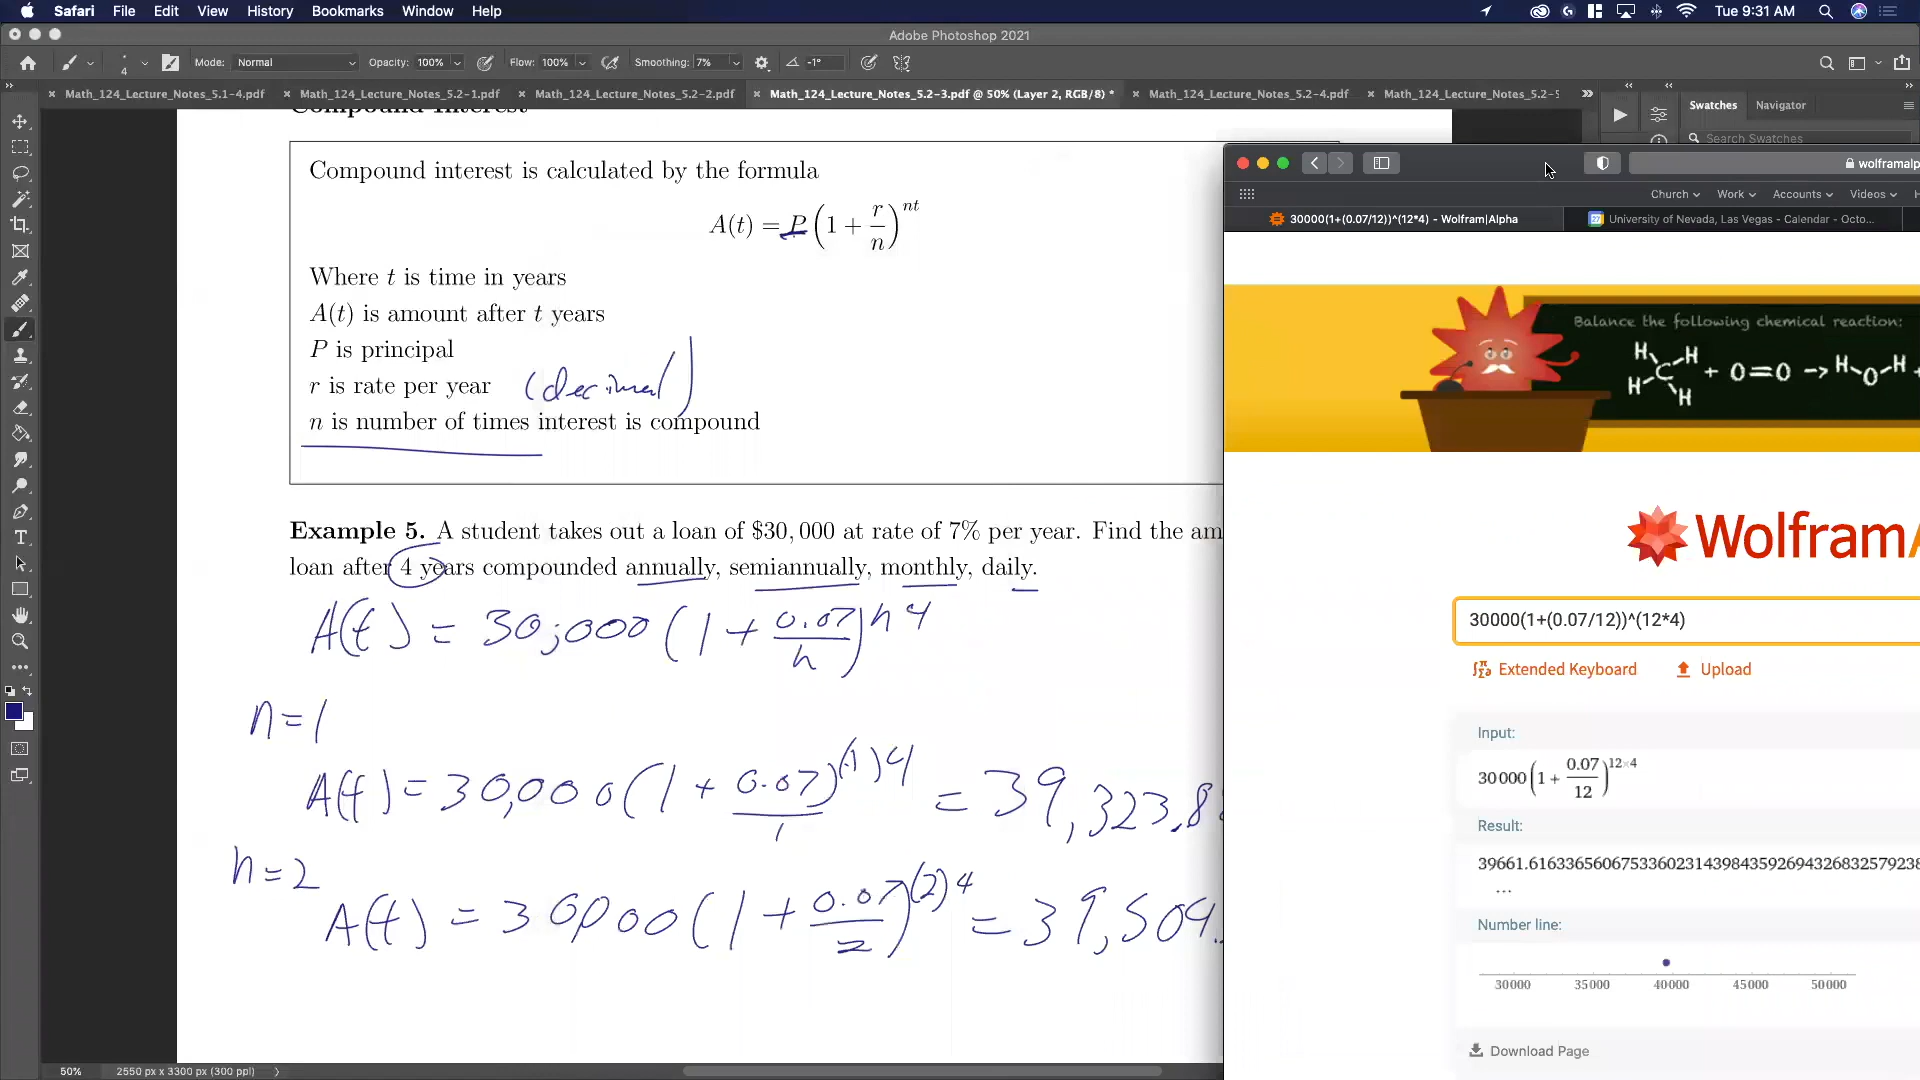 Safari File Edit View History Bookmarks Window Help Tue 9:31 AM
Adobe Photoshop 2021
4 Mode: Normal Opacity: 100% Flow: 100% Smoothing: 7% -1°
Math_124_Lecture_Notes_5.1-4.pdf Math_124_Lecture_Notes_5.2-1.pdf Math_124_Lecture_Notes_5.2-2.pdf Math_124_Lecture_Notes_5.2-3.pdf @ 50% (Layer 2, RGB/8) * Math_124_Lecture_Notes_5.2-4.pdf Math_124_Lecture_Notes_5.2-5
Swatches Navigator
Search Swatches
Compound Interest
Compound interest is calculated by the formula
A(t) = P(1 + r/n)^nt
Where t is time in years
A(t) is amount after t years
P is principal
r is rate per year (decimal)
n is number of times interest is compound
Example 5. A student takes out a loan of $30,000 at rate of 7% per year. Find the am
loan after 4 years compounded annually, semiannually, monthly, daily.
A(t) = 30,000 (1 + 0.07/n)^n4
n=1
A(t) = 30,000 (1 + 0.07/1)^(1)4 = 39,323.8
n=2
A(t) = 30,000 (1 + 0.07/2)^(2)4 = 39,504.
wolframalp
Church Work Accounts Videos
30000(1+(0.07/12))^(12*4) - Wolfram|Alpha University of Nevada, Las Vegas - Calendar - Octo...
Balance the following chemical reaction:
H H C H H + O=O -> H O H +
Wolfram
30000(1+(0.07/12))^(12*4)
Extended Keyboard Upload
Input:
30000(1 + 0.07/12)^12×4
Result:
39661.6163365606753360231439843592694326832579238
...
Number line:
30000 35000 40000 45000 50000
Download Page
50% 2550 px x 3300 px (300 ppi)